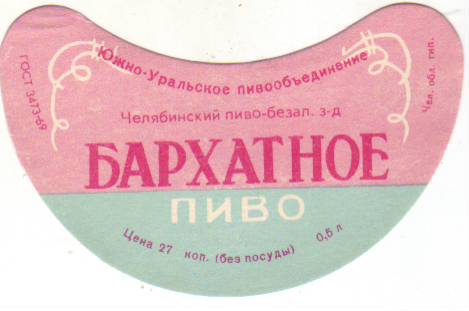 Южно-Уральское пивообъединение
Челябинский пиво-безал. з-д
БАРХАТНОЕ
ПИВО
Цена 27 коп. (без посуды) 0,5 л
ГОСТ 3473-69
Чел. обл. тип.